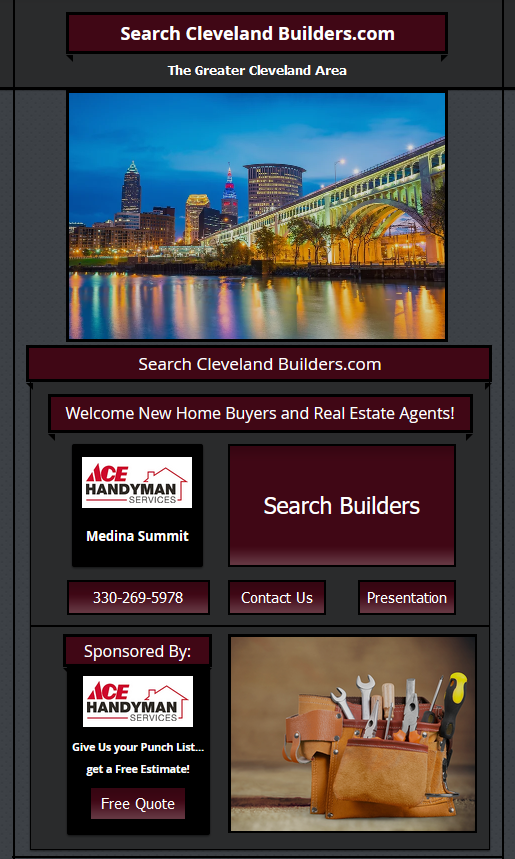 Search Cleveland Builders.com
The Greater Cleveland Area
Search Cleveland Builders.com
Welcome New Home Buyers and Real Estate Agents!
ACE
HANDYMAN
SERVICES
Medina Summit
Search Builders
330-269-5978
Contact Us
Presentation
Sponsored By:
ACE
HANDYMAN
SERVICES
Give Us your Punch List...
get a Free Estimate!
Free Quote